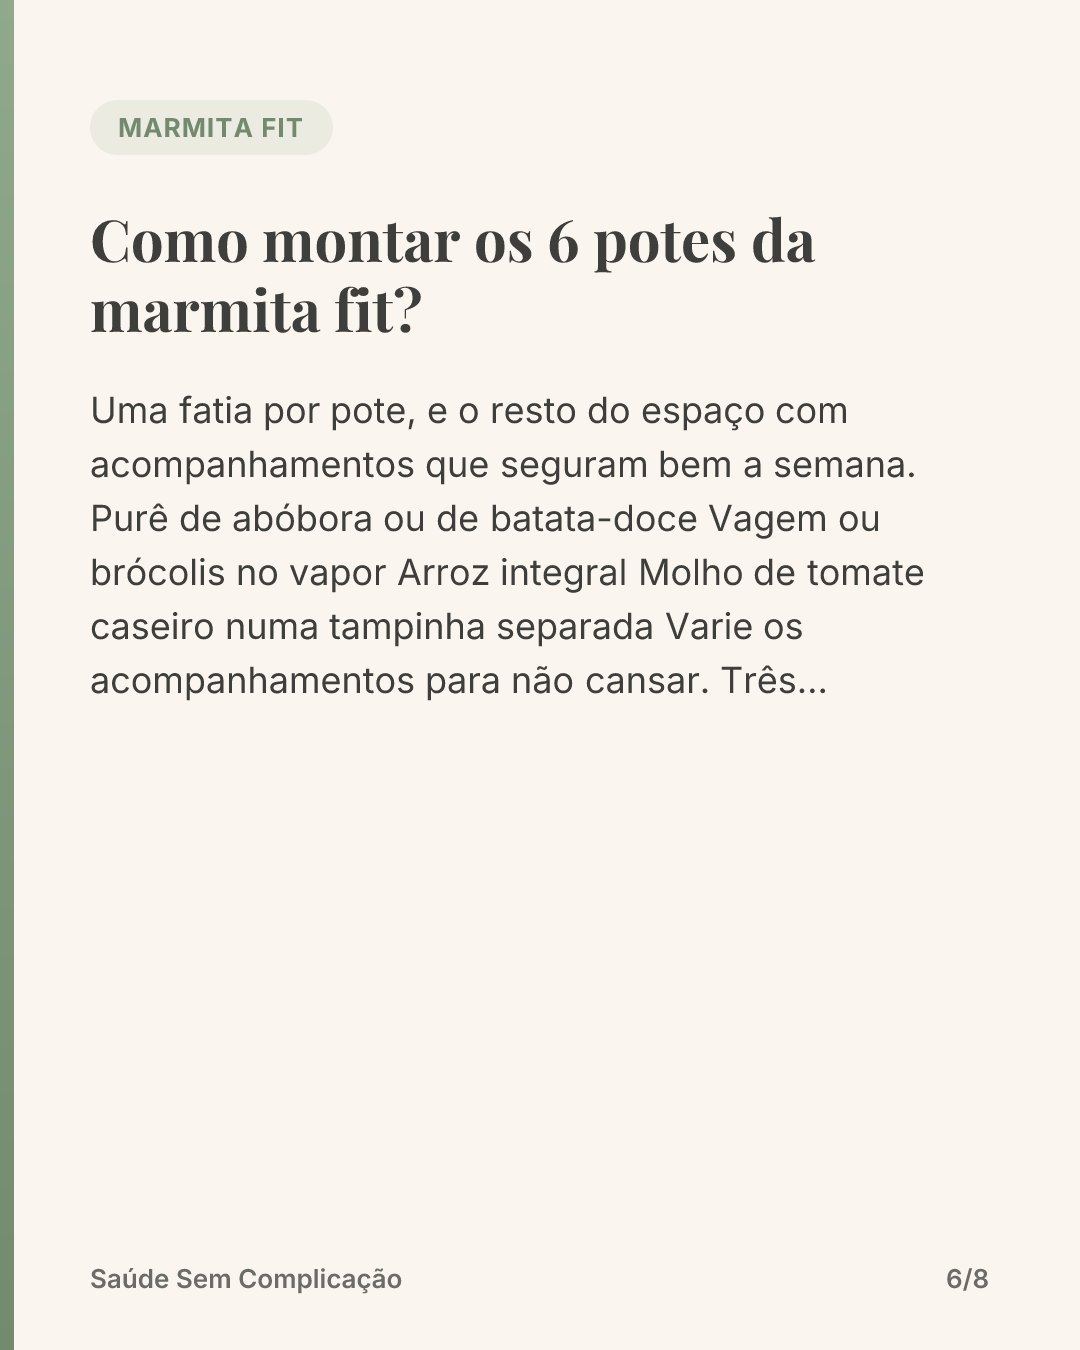 MARMITA FIT
Como montar os 6 potes da
marmita fit?
Uma fatia por pote, e o resto do espaço com
acompanhamentos que seguram bem a semana.
Purê de abóbora ou de batata-doce Vagem ou
brócolis no vapor Arroz integral Molho de tomate
caseiro numa tampinha separada Varie os
acompanhamentos para não cansar. Três...
Saúde Sem Complicação
6/8